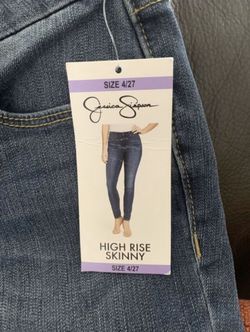 SIZE 4/27
Jessica Simpson
HIGH RISE
SKINNY
SIZE 4/27